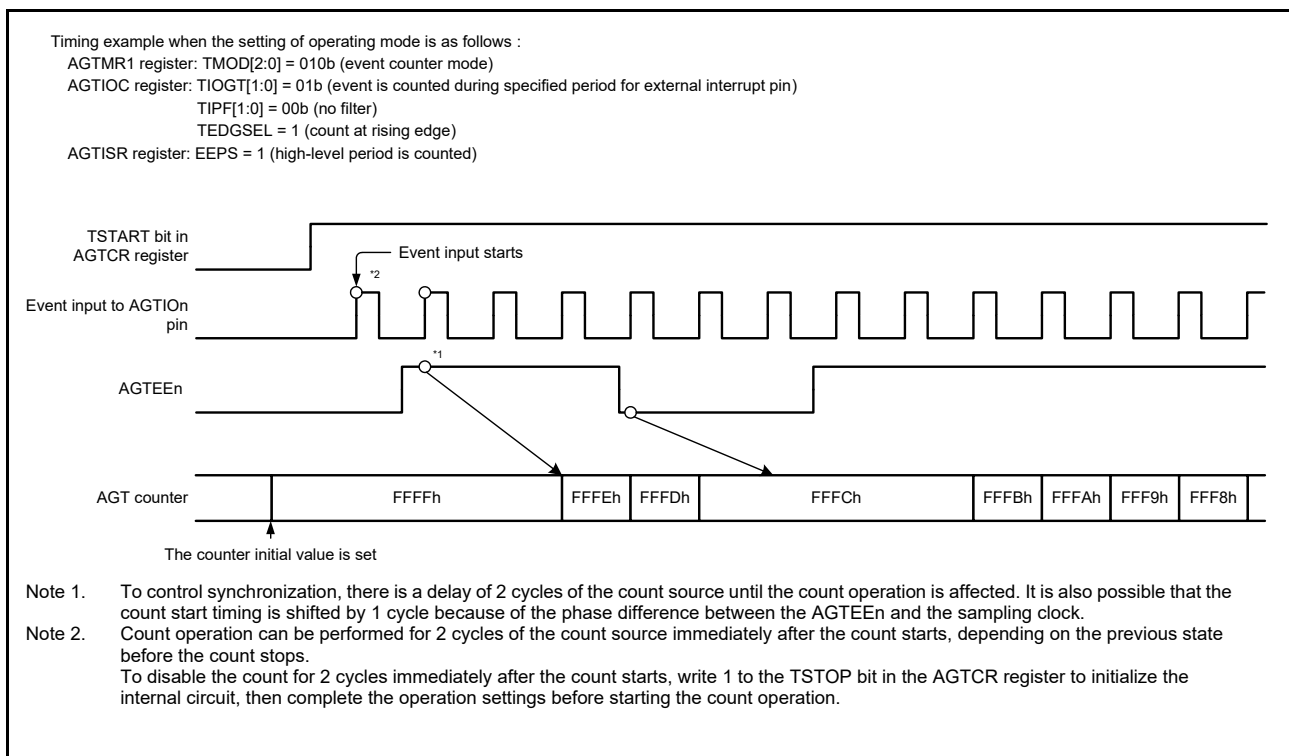 Timing example when the setting of operating mode is as follows :
AGTMR1 register: TMOD[2:0] = 010b (event counter mode)
AGTIOC register: TIOGT[1:0] = 01b (event is counted during specified period for external interrupt pin)
TIPF[1:0] = 00b (no filter)
TEDGSEL = 1 (count at rising edge)
AGTISR register: EEPS = 1 (high-level period is counted)
TSTART bit in
AGTCR register
Event input starts
*2
Event input to AGTIOn
pin
*1
AGTEEn
AGT counter
FFFFh
FFFEh
FFFDh
FFFCh
FFFBh
FFFAh
FFF9h
FFF8h
The counter initial value is set
Note 1. To control synchronization, there is a delay of 2 cycles of the count source until the count operation is affected. It is also possible that the
count start timing is shifted by 1 cycle because of the phase difference between the AGTEEn and the sampling clock.
Note 2. Count operation can be performed for 2 cycles of the count source immediately after the count starts, depending on the previous state
before the count stops.
To disable the count for 2 cycles immediately after the count starts, write 1 to the TSTOP bit in the AGTCR register to initialize the
internal circuit, then complete the operation settings before starting the count operation.